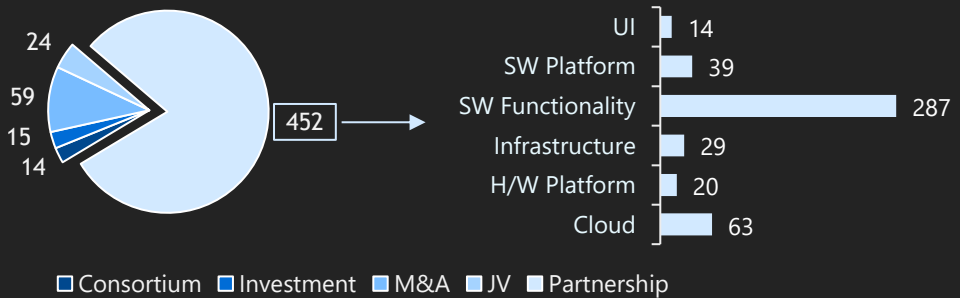 24
59
15
14
452
UI 14
SW Platform 39
SW Functionality 287
Infrastructure 29
H/W Platform 20
Cloud 63
Consortium Investment M&A JV Partnership